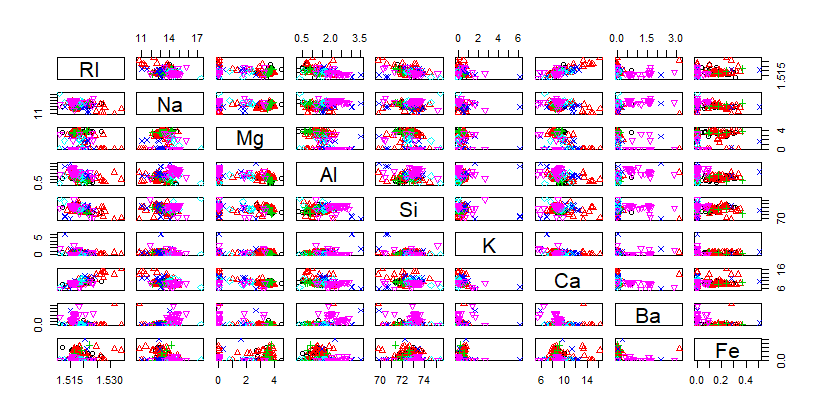 11 14 17
0.5 2.0 3.5
0 2 4 6
0.0 1.5 3.0
RI
1.515
11
Na
Mg
0 4
0.5
Al
Si
70
0 5
K
Ca
6 16
0.0
Ba
Fe
0.0
1.515 1.530
0 2 4
70 72 74
6 10 14
0.0 0.2 0.4